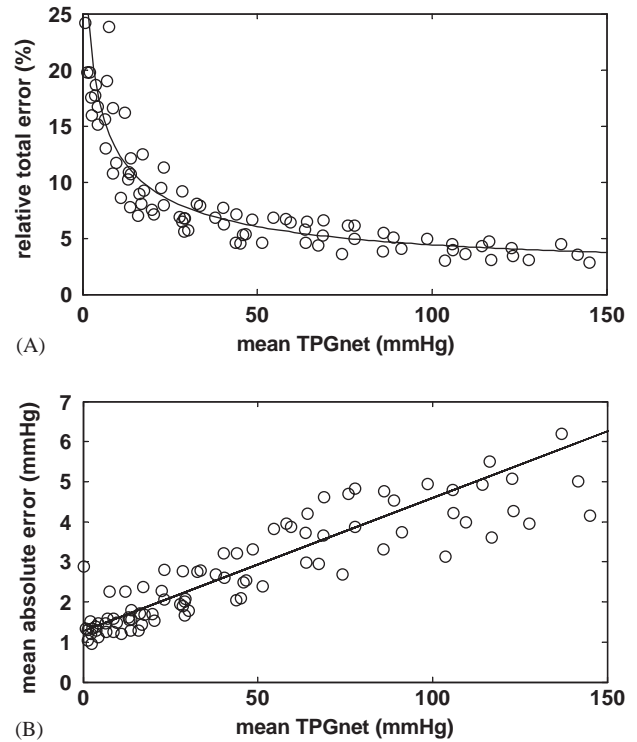 25
20
15
10
5
0
relative total error (%)
0 50 100 150
(A)
mean TPGnet (mmHg)
7
6
5
4
3
2
1
0
mean absolute error (mmHg)
0 50 100 150
(B)
mean TPGnet (mmHg)